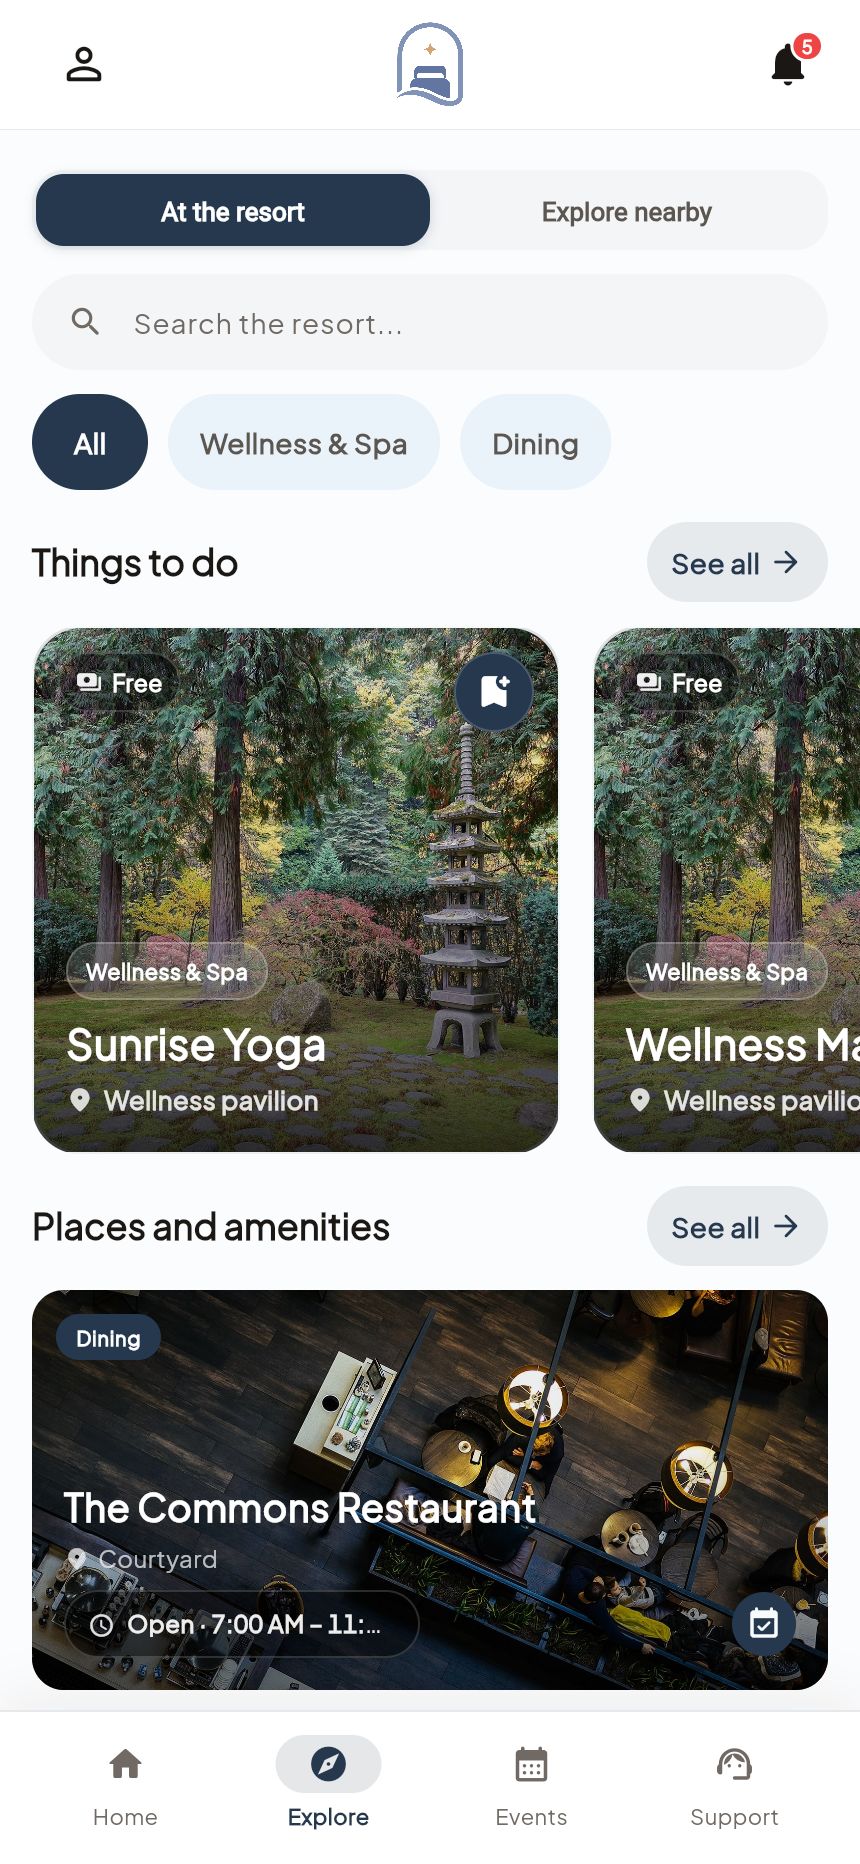 5
At the resort
Explore nearby
Search the resort...
All
Wellness & Spa
Dining
Things to do
See all
Free
Free
Wellness & Spa
Wellness & Spa
Sunrise Yoga
Wellness Ma
Wellness pavilion
Wellness pavilio
Places and amenities
See all
Dining
The Commons Restaurant
Courtyard
Open · 7:00 AM – 11:...
Home
Explore
Events
Support